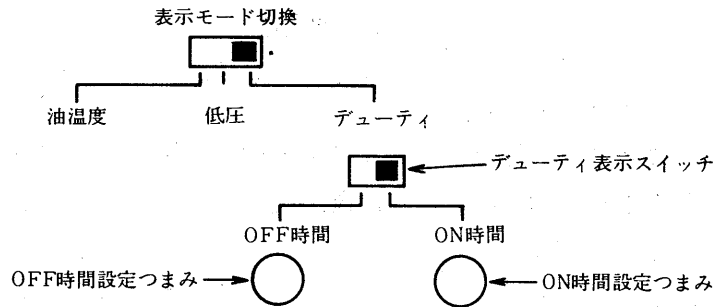 表示モード切換
油温度 低圧 デューティ
デューティ表示スイッチ
OFF時間 ON時間
OFF時間設定つまみ ON時間設定つまみ